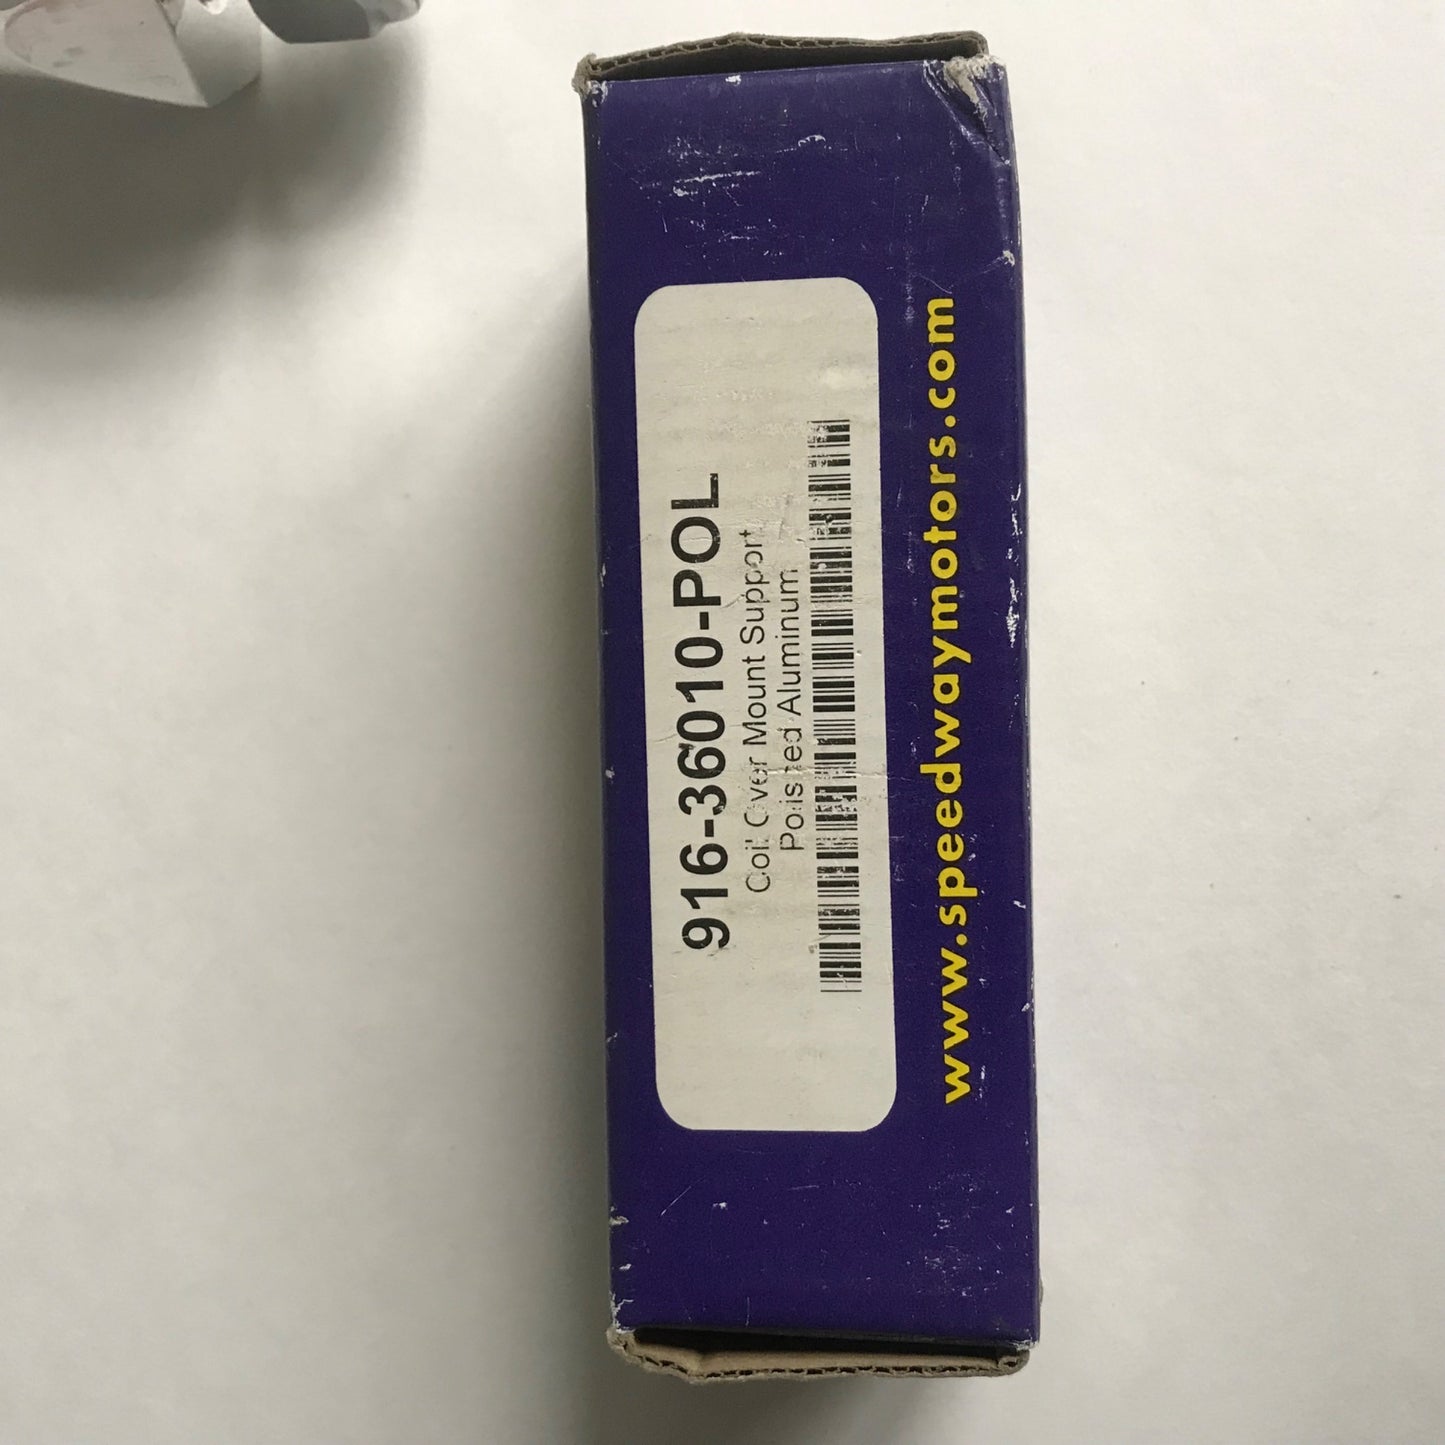 916-36010-POL
Coil Over Mount Support
Polished Aluminum
www.speedwaymotors.com